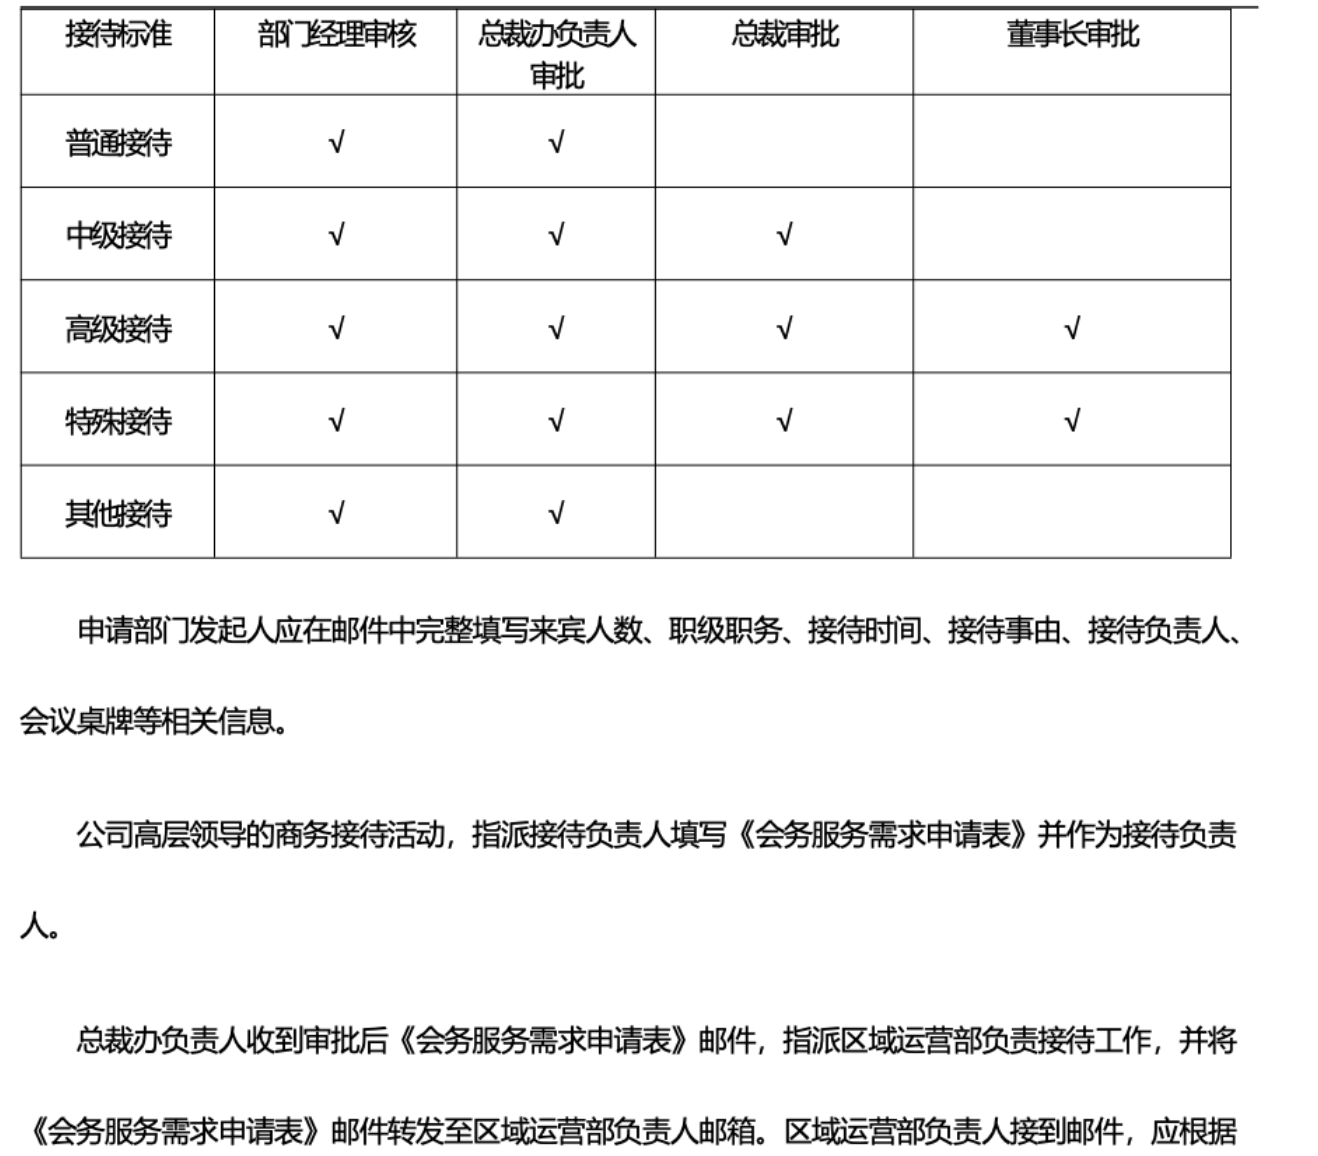 接待标准 部门经理审核 总裁办负责人 总裁审批 董事长审批
审批
普通接待 √ √
中级接待 √ √ √
高级接待 √ √ √ √
特殊接待 √ √ √ √
其他接待 √ √
申请部门发起人应在邮件中完整填写来宾人数、职级职务、接待时间、接待事由、接待负责人、
会议桌牌等相关信息。
公司高层领导的商务接待活动，指派接待负责人填写《会务服务需求申请表》并作为接待负责
人。
总裁办负责人收到审批后《会务服务需求申请表》邮件，指派区域运营部负责接待工作，并将
《会务服务需求申请表》邮件转发至区域运营部负责人邮箱。区域运营部负责人接到邮件，应根据